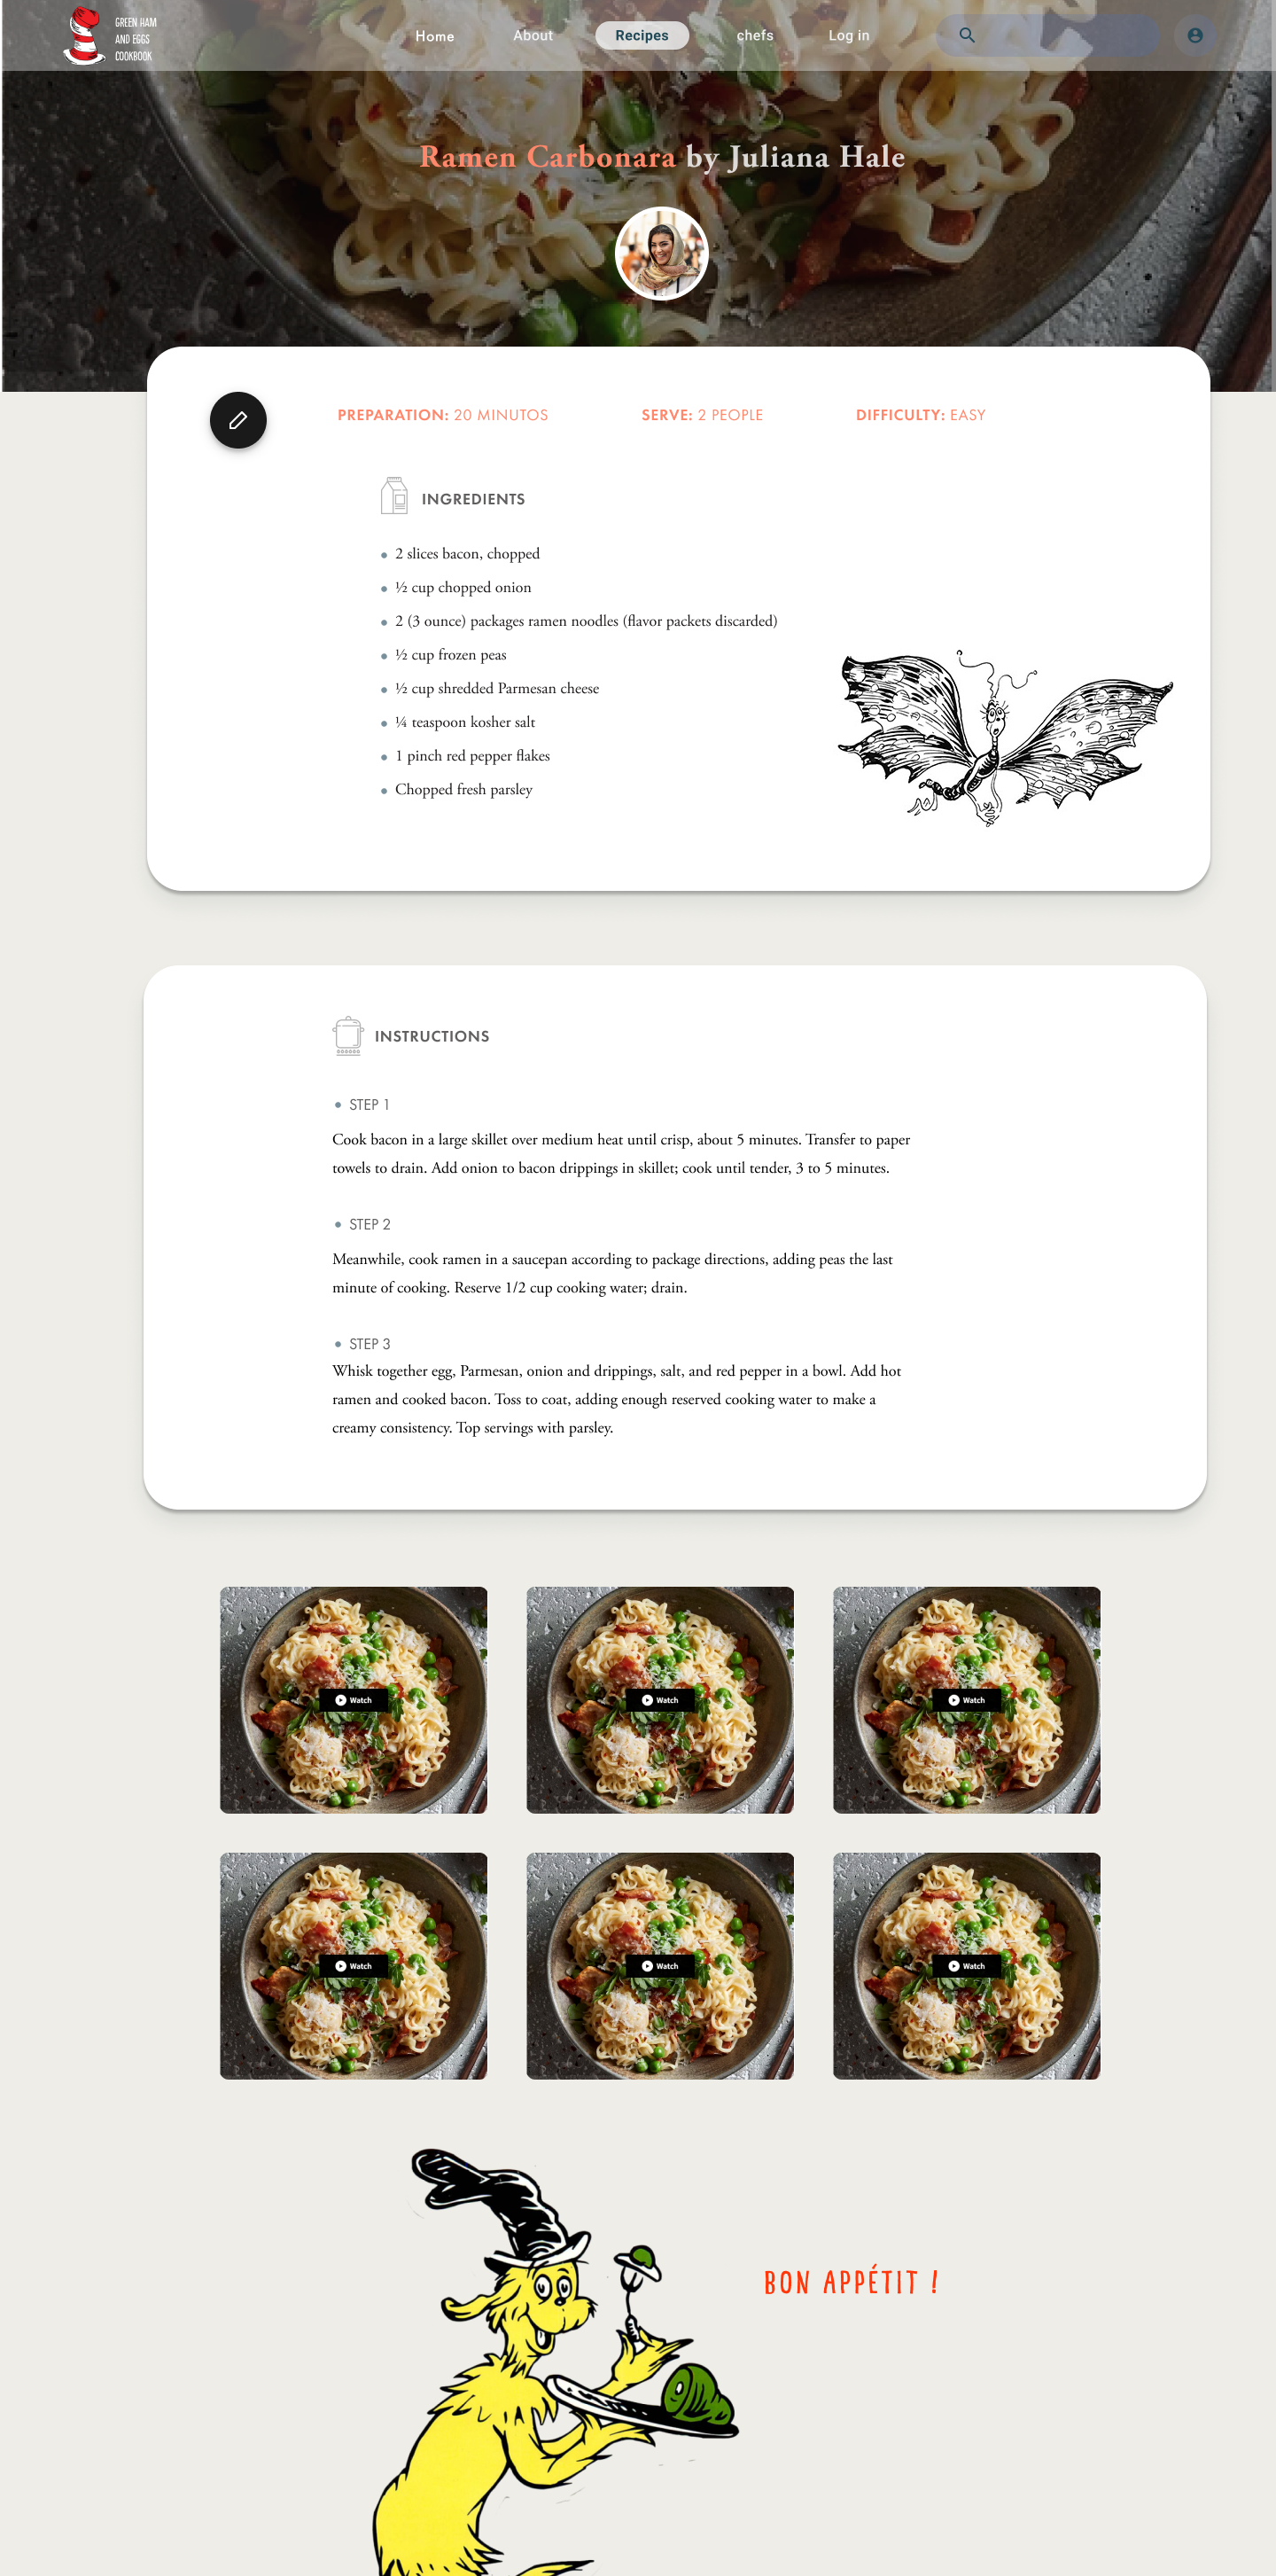 GREEN HAM
AND EGGS
COOKBOOK
Home About Recipes chefs Log in
Ramen Carbonara by Juliana Hale
PREPARATION: 20 MINUTOS SERVE: 2 PEOPLE DIFFICULTY: EASY
INGREDIENTS
2 slices bacon, chopped
½ cup chopped onion
2 (3 ounce) packages ramen noodles (flavor packets discarded)
½ cup frozen peas
½ cup shredded Parmesan cheese
¼ teaspoon kosher salt
1 pinch red pepper flakes
Chopped fresh parsley
INSTRUCTIONS
STEP 1
Cook bacon in a large skillet over medium heat until crisp, about 5 minutes. Transfer to paper
towels to drain. Add onion to bacon drippings in skillet; cook until tender, 3 to 5 minutes.
STEP 2
Meanwhile, cook ramen in a saucepan according to package directions, adding peas the last
minute of cooking. Reserve 1/2 cup cooking water; drain.
STEP 3
Whisk together egg, Parmesan, onion and drippings, salt, and red pepper in a bowl. Add hot
ramen and cooked bacon. Toss to coat, adding enough reserved cooking water to make a
creamy consistency. Top servings with parsley.
Watch Watch Watch
Watch Watch Watch
BON APPÉTIT !